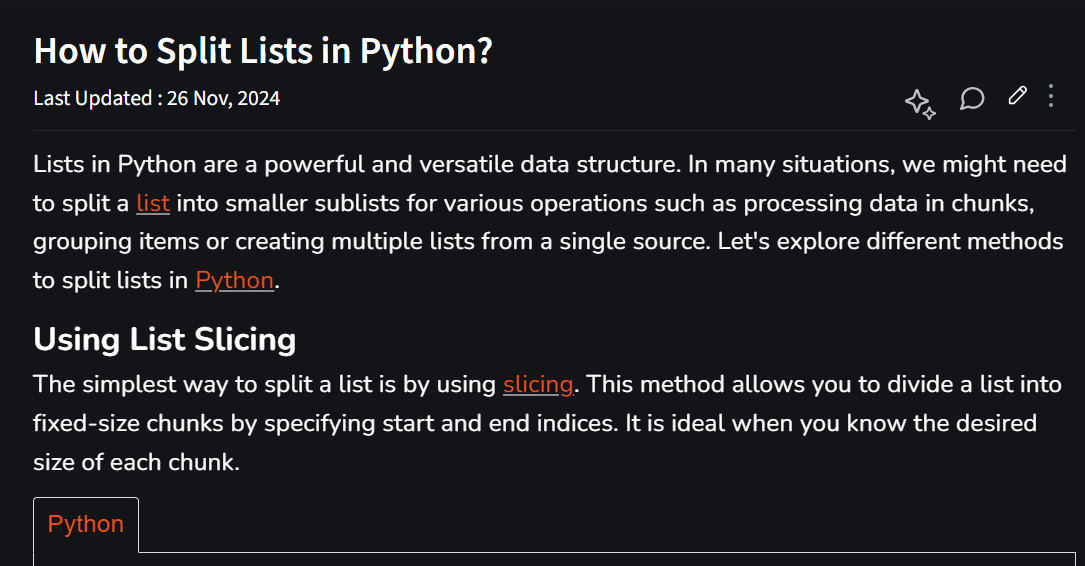 How to Split Lists in Python?
Last Updated : 26 Nov, 2024
Lists in Python are a powerful and versatile data structure. In many situations, we might need
to split a list into smaller sublists for various operations such as processing data in chunks,
grouping items or creating multiple lists from a single source. Let's explore different methods
to split lists in Python.
Using List Slicing
The simplest way to split a list is by using slicing. This method allows you to divide a list into
fixed-size chunks by specifying start and end indices. It is ideal when you know the desired
size of each chunk.
Python